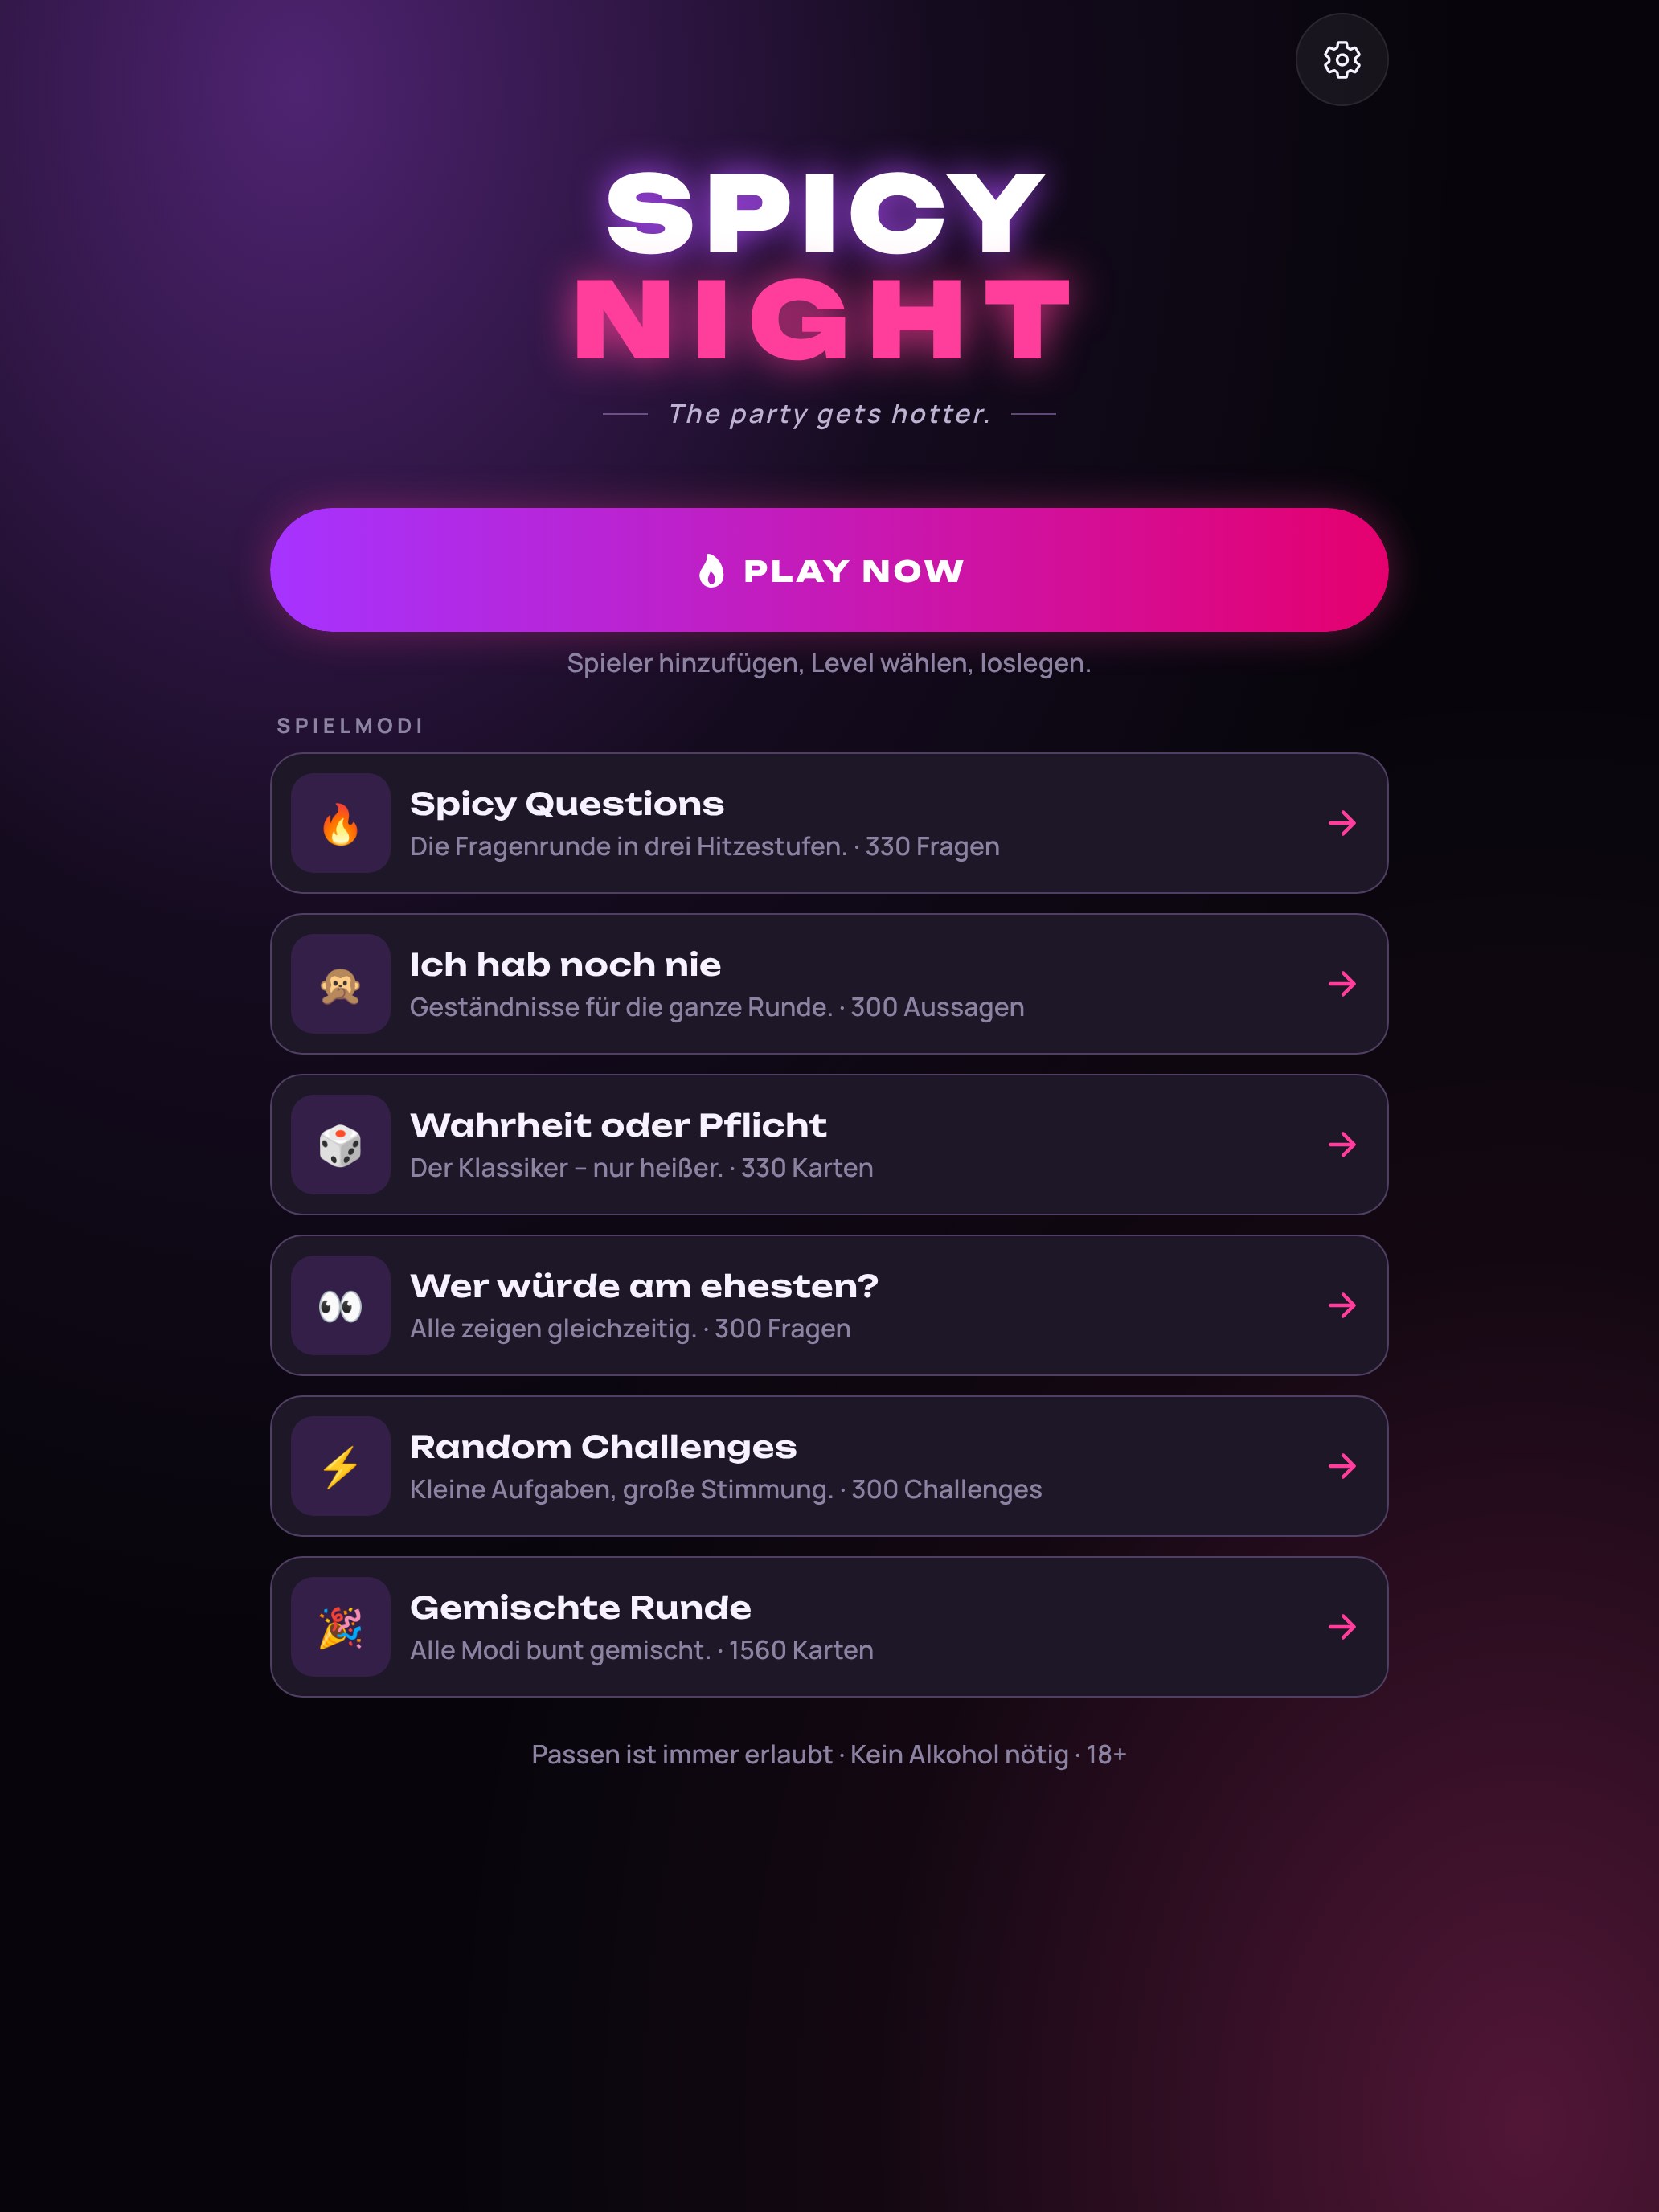 SPICY
NIGHT
The party gets hotter.
PLAY NOW
Spieler hinzufügen, Level wählen, loslegen.
SPIELMODI
Spicy Questions
Die Fragenrunde in drei Hitzestufen. · 330 Fragen
Ich hab noch nie
Geständnisse für die ganze Runde. · 300 Aussagen
Wahrheit oder Pflicht
Der Klassiker – nur heißer. · 330 Karten
Wer würde am ehesten?
Alle zeigen gleichzeitig. · 300 Fragen
Random Challenges
Kleine Aufgaben, große Stimmung. · 300 Challenges
Gemischte Runde
Alle Modi bunt gemischt. · 1560 Karten
Passen ist immer erlaubt · Kein Alkohol nötig · 18+